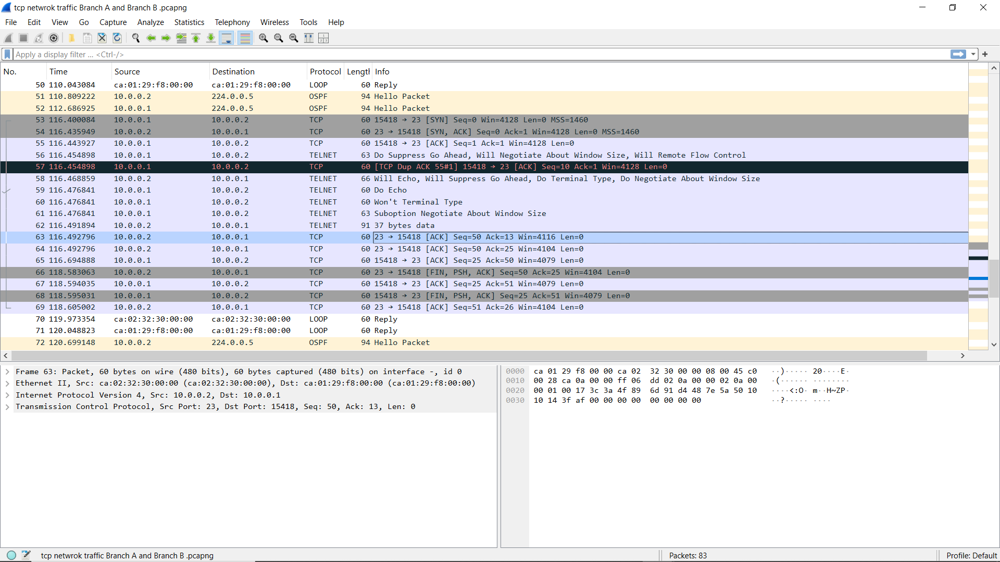 tcp netwrok traffic Branch A and Branch B .pcapng
File Edit View Go Capture Analyze Statistics Telephony Wireless Tools Help
Apply a display filter ... <Ctrl-/>
No. Time Source Destination Protocol Length Info
50 110.043084 ca:01:29:f8:00:00 ca:01:29:f8:00:00 LOOP 60 Reply
51 110.809222 10.0.0.2 224.0.0.5 OSPF 94 Hello Packet
52 112.686925 10.0.0.1 224.0.0.5 OSPF 94 Hello Packet
53 116.400084 10.0.0.1 10.0.0.2 TCP 60 15418 → 23 [SYN] Seq=0 Win=4128 Len=0 MSS=1460
54 116.435949 10.0.0.2 10.0.0.1 TCP 60 23 → 15418 [SYN, ACK] Seq=0 Ack=1 Win=4128 Len=0 MSS=1460
55 116.443927 10.0.0.1 10.0.0.2 TCP 60 15418 → 23 [ACK] Seq=1 Ack=1 Win=4128 Len=0
56 116.454898 10.0.0.1 10.0.0.2 TELNET 63 Do Suppress Go Ahead, Will Negotiate About Window Size, Will Remote Flow Control
57 116.454898 10.0.0.1 10.0.0.2 TCP 60 [TCP Dup ACK 55#1] 15418 → 23 [ACK] Seq=10 Ack=1 Win=4128 Len=0
58 116.468859 10.0.0.2 10.0.0.1 TELNET 66 Will Echo, Will Suppress Go Ahead, Do Terminal Type, Do Negotiate About Window Size
59 116.476841 10.0.0.1 10.0.0.2 TELNET 60 Do Echo
60 116.476841 10.0.0.1 10.0.0.2 TELNET 60 Won't Terminal Type
61 116.476841 10.0.0.1 10.0.0.2 TELNET 63 Suboption Negotiate About Window Size
62 116.491894 10.0.0.2 10.0.0.1 TELNET 91 37 bytes data
63 116.492796 10.0.0.2 10.0.0.1 TCP 60 23 → 15418 [ACK] Seq=50 Ack=13 Win=4116 Len=0
64 116.492796 10.0.0.2 10.0.0.1 TCP 60 23 → 15418 [ACK] Seq=50 Ack=25 Win=4104 Len=0
65 116.694888 10.0.0.1 10.0.0.2 TCP 60 15418 → 23 [ACK] Seq=25 Ack=50 Win=4079 Len=0
66 118.583063 10.0.0.2 10.0.0.1 TCP 60 23 → 15418 [FIN, PSH, ACK] Seq=50 Ack=25 Win=4104 Len=0
67 118.594035 10.0.0.1 10.0.0.2 TCP 60 15418 → 23 [ACK] Seq=25 Ack=51 Win=4079 Len=0
68 118.595031 10.0.0.1 10.0.0.2 TCP 60 15418 → 23 [FIN, PSH, ACK] Seq=25 Ack=51 Win=4079 Len=0
69 118.605002 10.0.0.2 10.0.0.1 TCP 60 23 → 15418 [ACK] Seq=51 Ack=26 Win=4104 Len=0
70 119.973354 ca:02:32:30:00:00 ca:02:32:30:00:00 LOOP 60 Reply
71 120.048823 ca:01:29:f8:00:00 ca:01:29:f8:00:00 LOOP 60 Reply
72 120.699148 10.0.0.2 224.0.0.5 OSPF 94 Hello Packet
Frame 63: Packet, 60 bytes on wire (480 bits), 60 bytes captured (480 bits) on interface -, id 0
Ethernet II, Src: ca:02:32:30:00:00 (ca:02:32:30:00:00), Dst: ca:01:29:f8:00:00 (ca:01:29:f8:00:00)
Internet Protocol Version 4, Src: 10.0.0.2, Dst: 10.0.0.1
Transmission Control Protocol, Src Port: 23, Dst Port: 15418, Seq: 50, Ack: 13, Len: 0
0000 ca 01 29 f8 00 00 ca 02 32 30 00 00 08 00 45 c0 ··)····· 20····E·
0010 00 28 ca 0a 00 00 ff 06 dd 02 0a 00 00 02 0a 00 ·(······ ········
0020 00 01 00 17 3c 3a 4f 89 6d 91 d4 48 7e 5a 50 10 ····<:O· m··H~ZP·
0030 10 14 3f af 00 00 00 00 00 00 00 00 ··?····· ····
tcp netwrok traffic Branch A and Branch B .pcapng
Packets: 83
Profile: Default